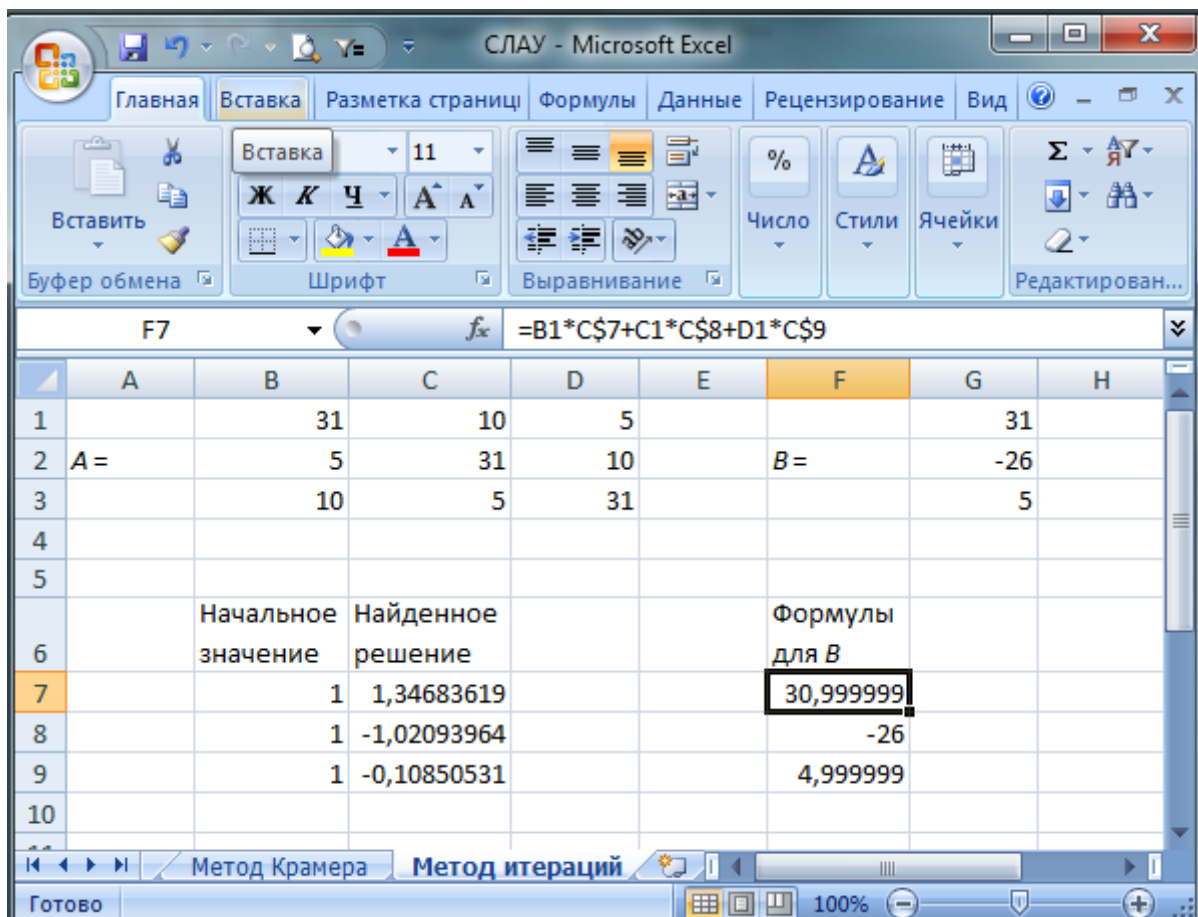 СЛАУ - Microsoft Excel
Главная Вставка Разметка страниц Формулы Данные Рецензирование Вид
Вставить
Вставка 11
Ж К Ч А А
% Число Стили Ячейки
Σ
Буфер обмена Шрифт Выравнивание Редактирован...
F7 fx =B1*C$7+C1*C$8+D1*C$9
A B C D E F G H
1 31 10 5 31
2 A = 5 31 10 B = -26
3 10 5 31 5
4
5
6 Начальное значение Найденное решение Формулы для B
7 1 1,34683619 30,999999
8 1 -1,02093964 -26
9 1 -0,10850531 4,999999
10
Метод Крамера Метод итераций
Готово 100%